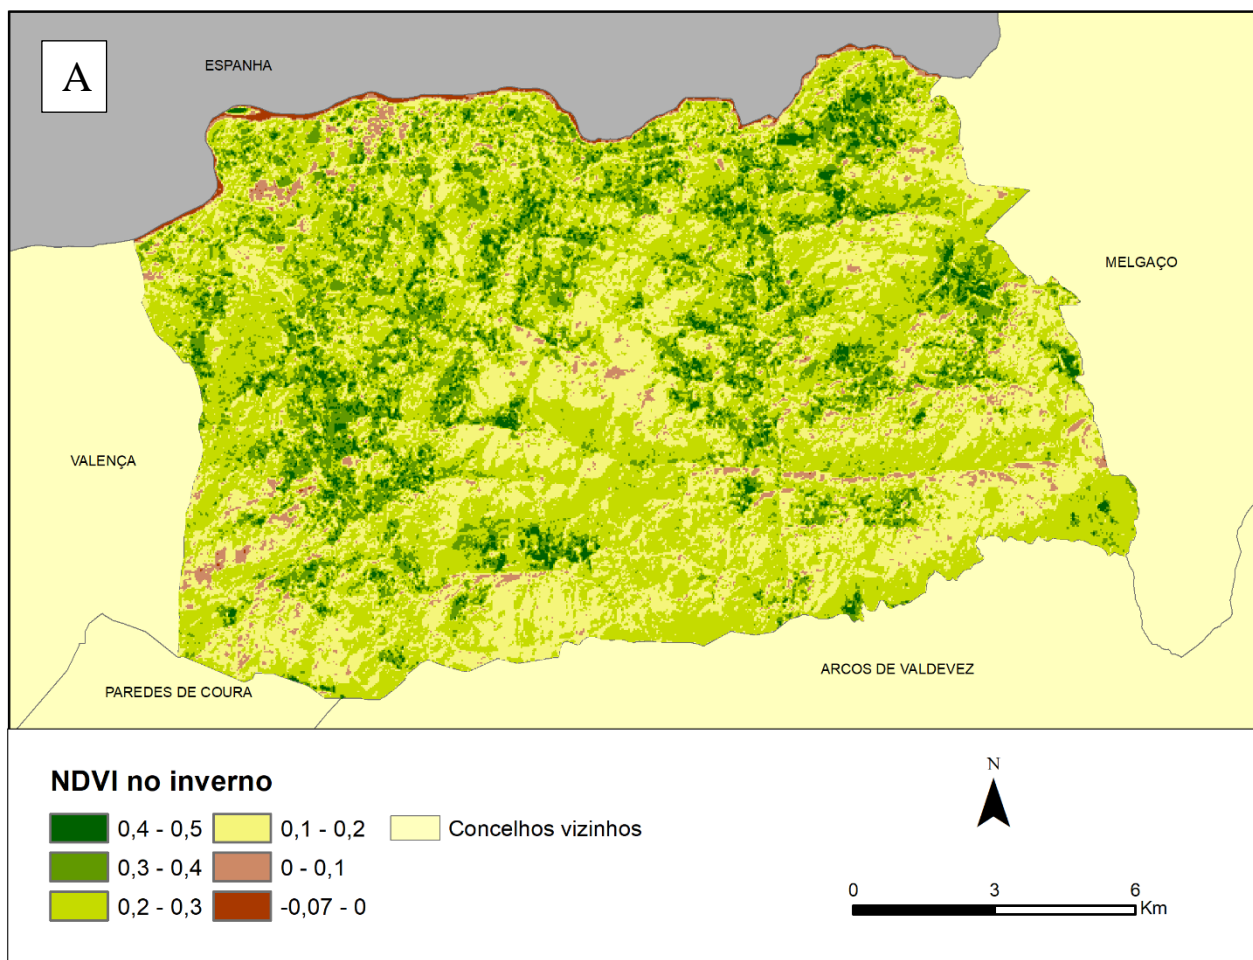 A
ESPANHA
MELGAÇO
VALENÇA
PAREDES DE COURA
ARCOS DE VALDEVEZ
NDVI no inverno
0,4 - 0,5
0,1 - 0,2
Concelhos vizinhos
0,3 - 0,4
0 - 0,1
0,2 - 0,3
-0,07 - 0
N
0 3 6
Km